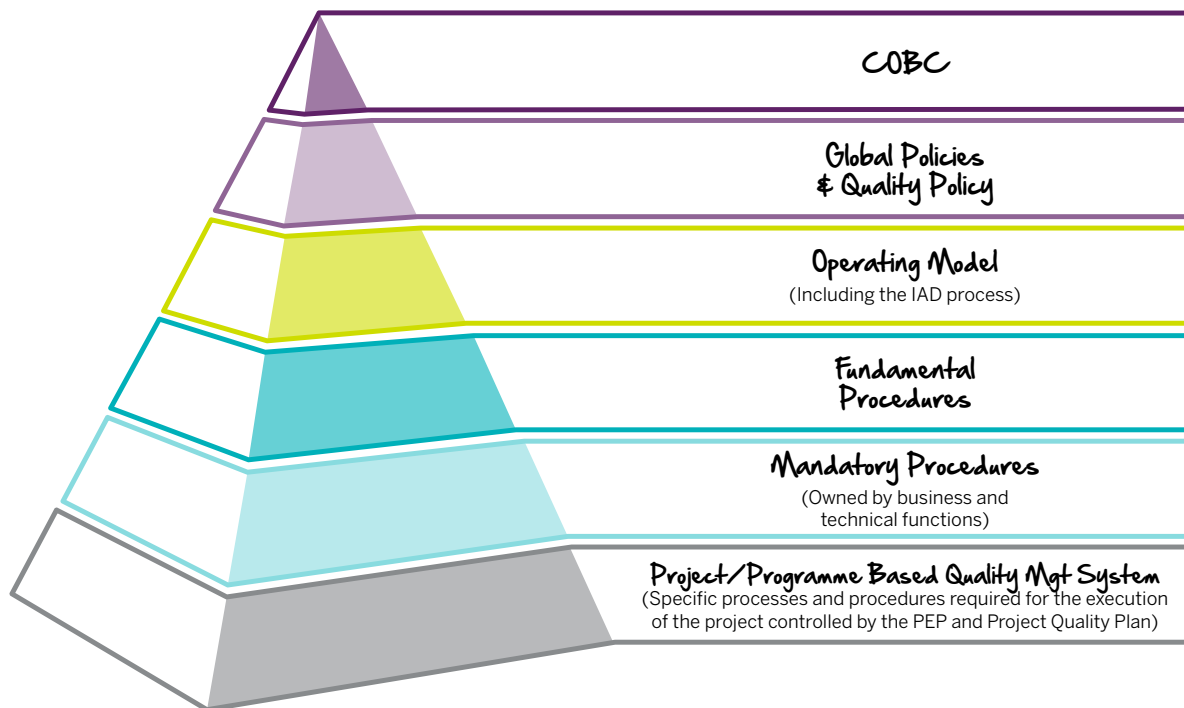 COBC
Global Policies
& Quality Policy
Operating Model
(Including the IAD process)
Fundamental
Procedures
Mandatory Procedures
(Owned by business and
technical functions)
Project/Programme Based Quality Mgt System
(Specific processes and procedures required for the execution
of the project controlled by the PEP and Project Quality Plan)